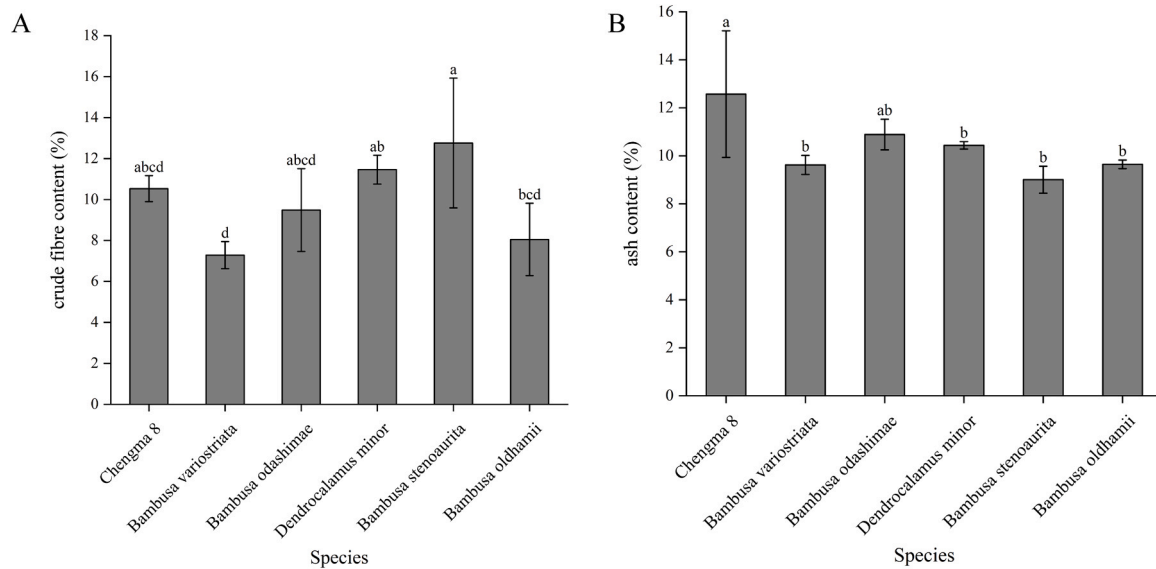 A
crude fibre content (%)
18
16
14
12
10
8
6
4
2
0
abcd
d
abcd
ab
a
bcd
Chengma 8
Bambusa variostriata
Bambusa odashimae
Dendrocalamus minor
Bambusa stenoaurita
Bambusa oldhamii
Species
B
ash content (%)
16
14
12
10
8
6
4
2
0
a
b
ab
b
b
b
Chengma 8
Bambusa variostriata
Bambusa odashimae
Dendrocalamus minor
Bambusa stenoaurita
Bambusa oldhamii
Species